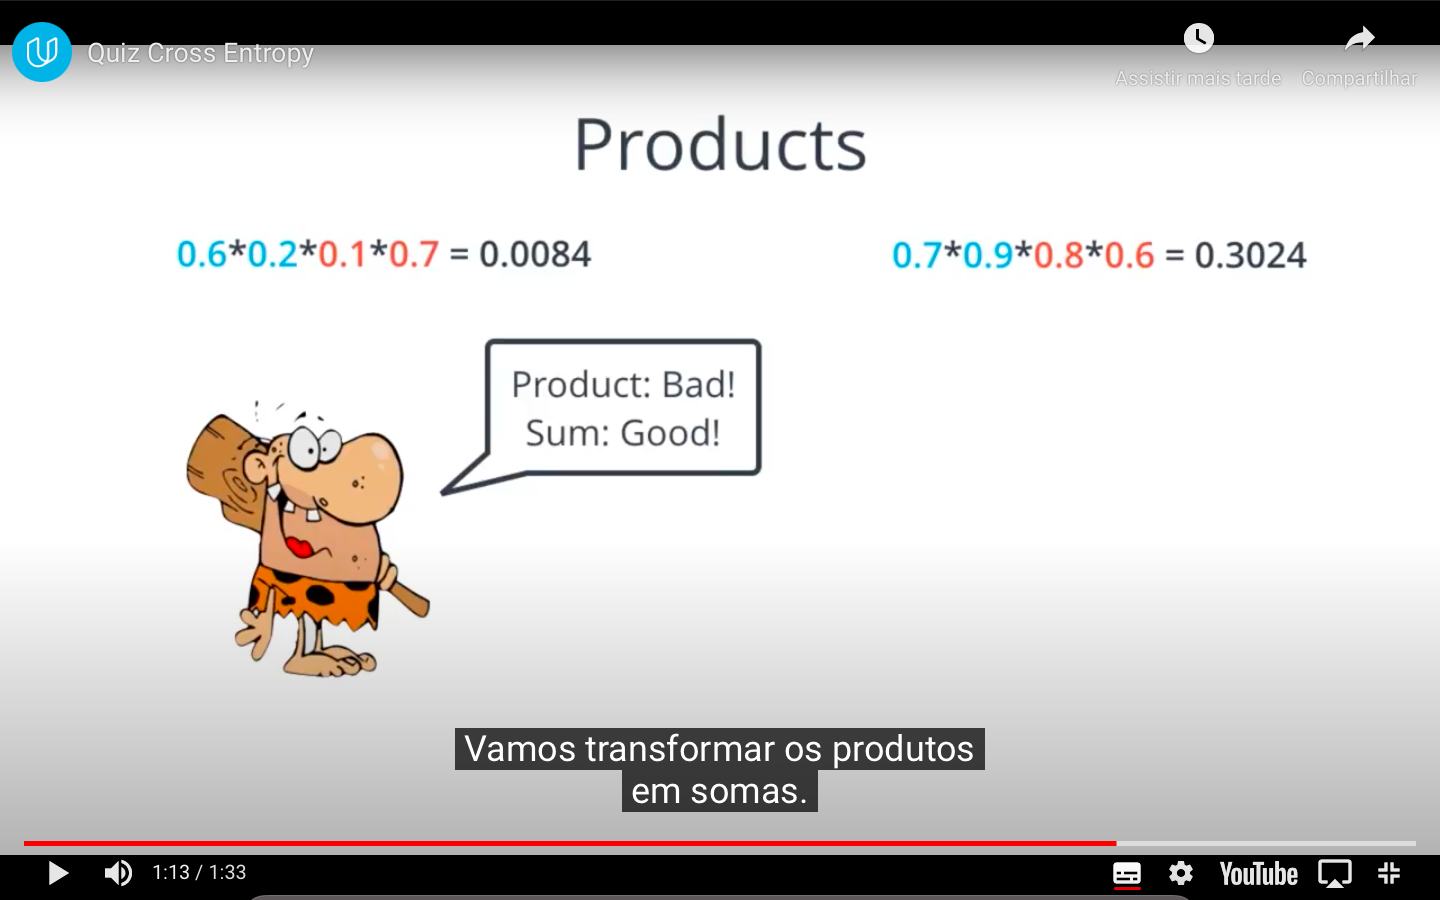 Quiz Cross Entropy
Assistir mais tarde
Compartilhar
Products
0.6*0.2*0.1*0.7 = 0.0084
0.7*0.9*0.8*0.6 = 0.3024
Product: Bad!
Sum: Good!
Vamos transformar os produtos
em somas.
1:13 / 1:33
YouTube